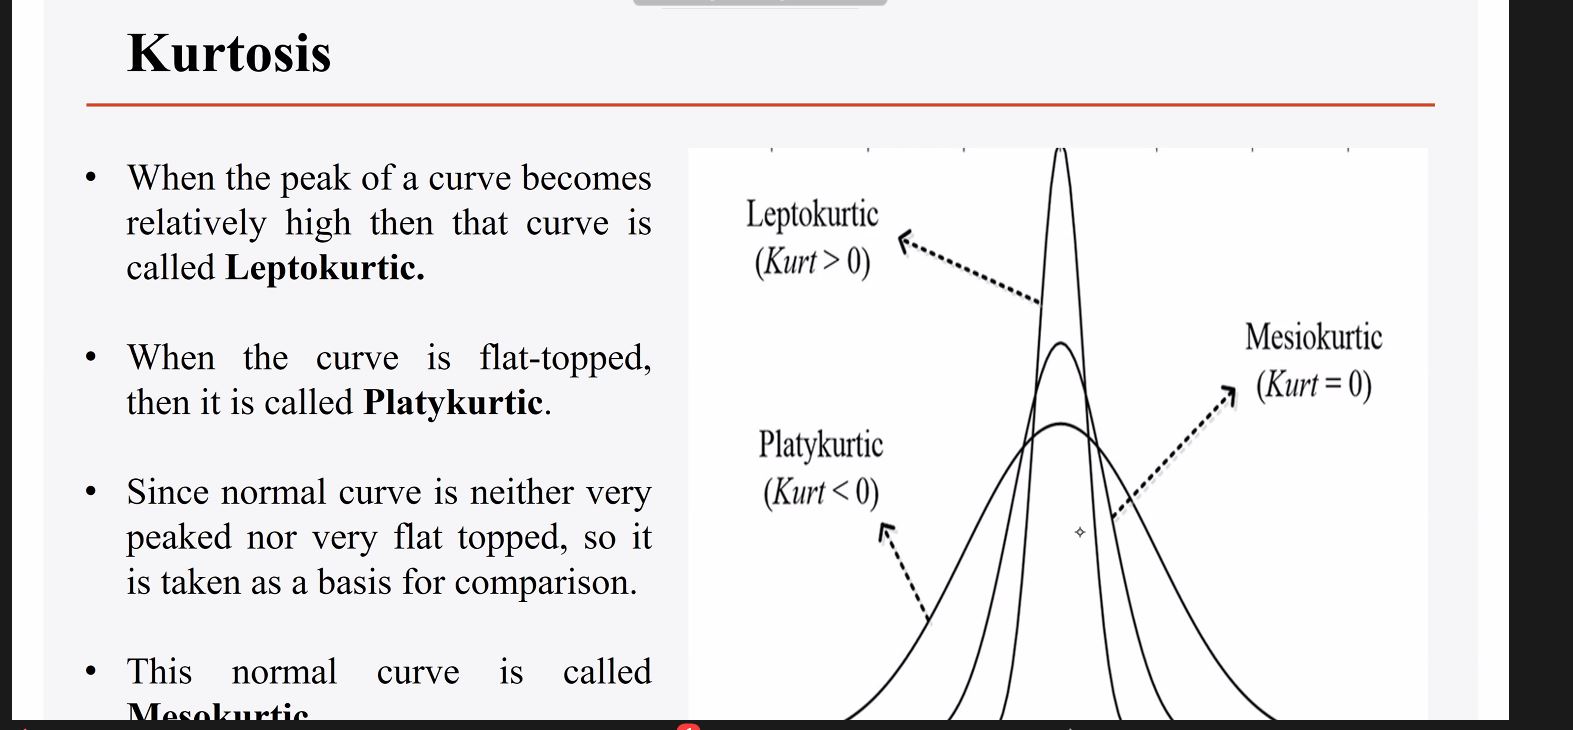 Kurtosis
• When the peak of a curve becomes
relatively high then that curve is
called Leptokurtic.
• When the curve is flat-topped,
then it is called Platykurtic.
• Since normal curve is neither very
peaked nor very flat topped, so it
is taken as a basis for comparison.
• This normal curve is called
Mesokurtic
Leptokurtic
(Kurt > 0)
Mesiokurtic
(Kurt = 0)
Platykurtic
(Kurt < 0)